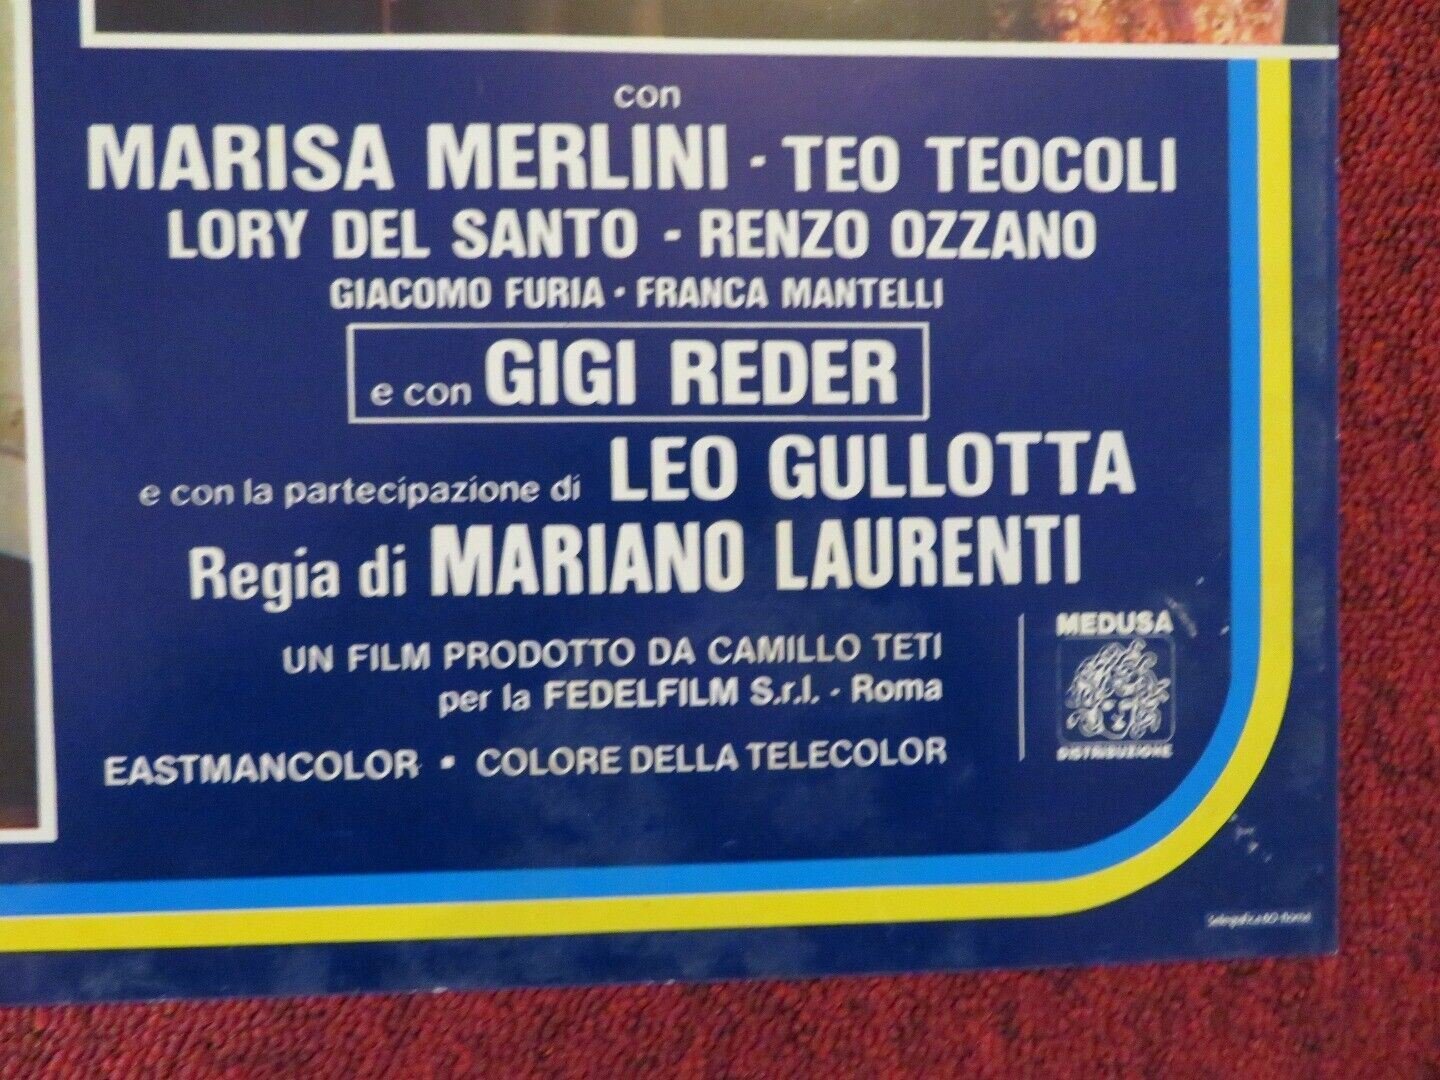 con
MARISA MERLINI - TEO TEOCOLI
LORY DEL SANTO - RENZO OZZANO
GIACOMO FURIA · FRANCA MANTELLI
e con GIGI REDER
e con la partecipazione di LEO GULLOTTA
Regia di MARIANO LAURENTI
UN FILM PRODOTTO DA CAMILLO TETI
per la FEDELFILM S.r.l. - Roma
EASTMANCOLOR · COLORE DELLA TELECOLOR
MEDUSA
DISTRIBUZIONE